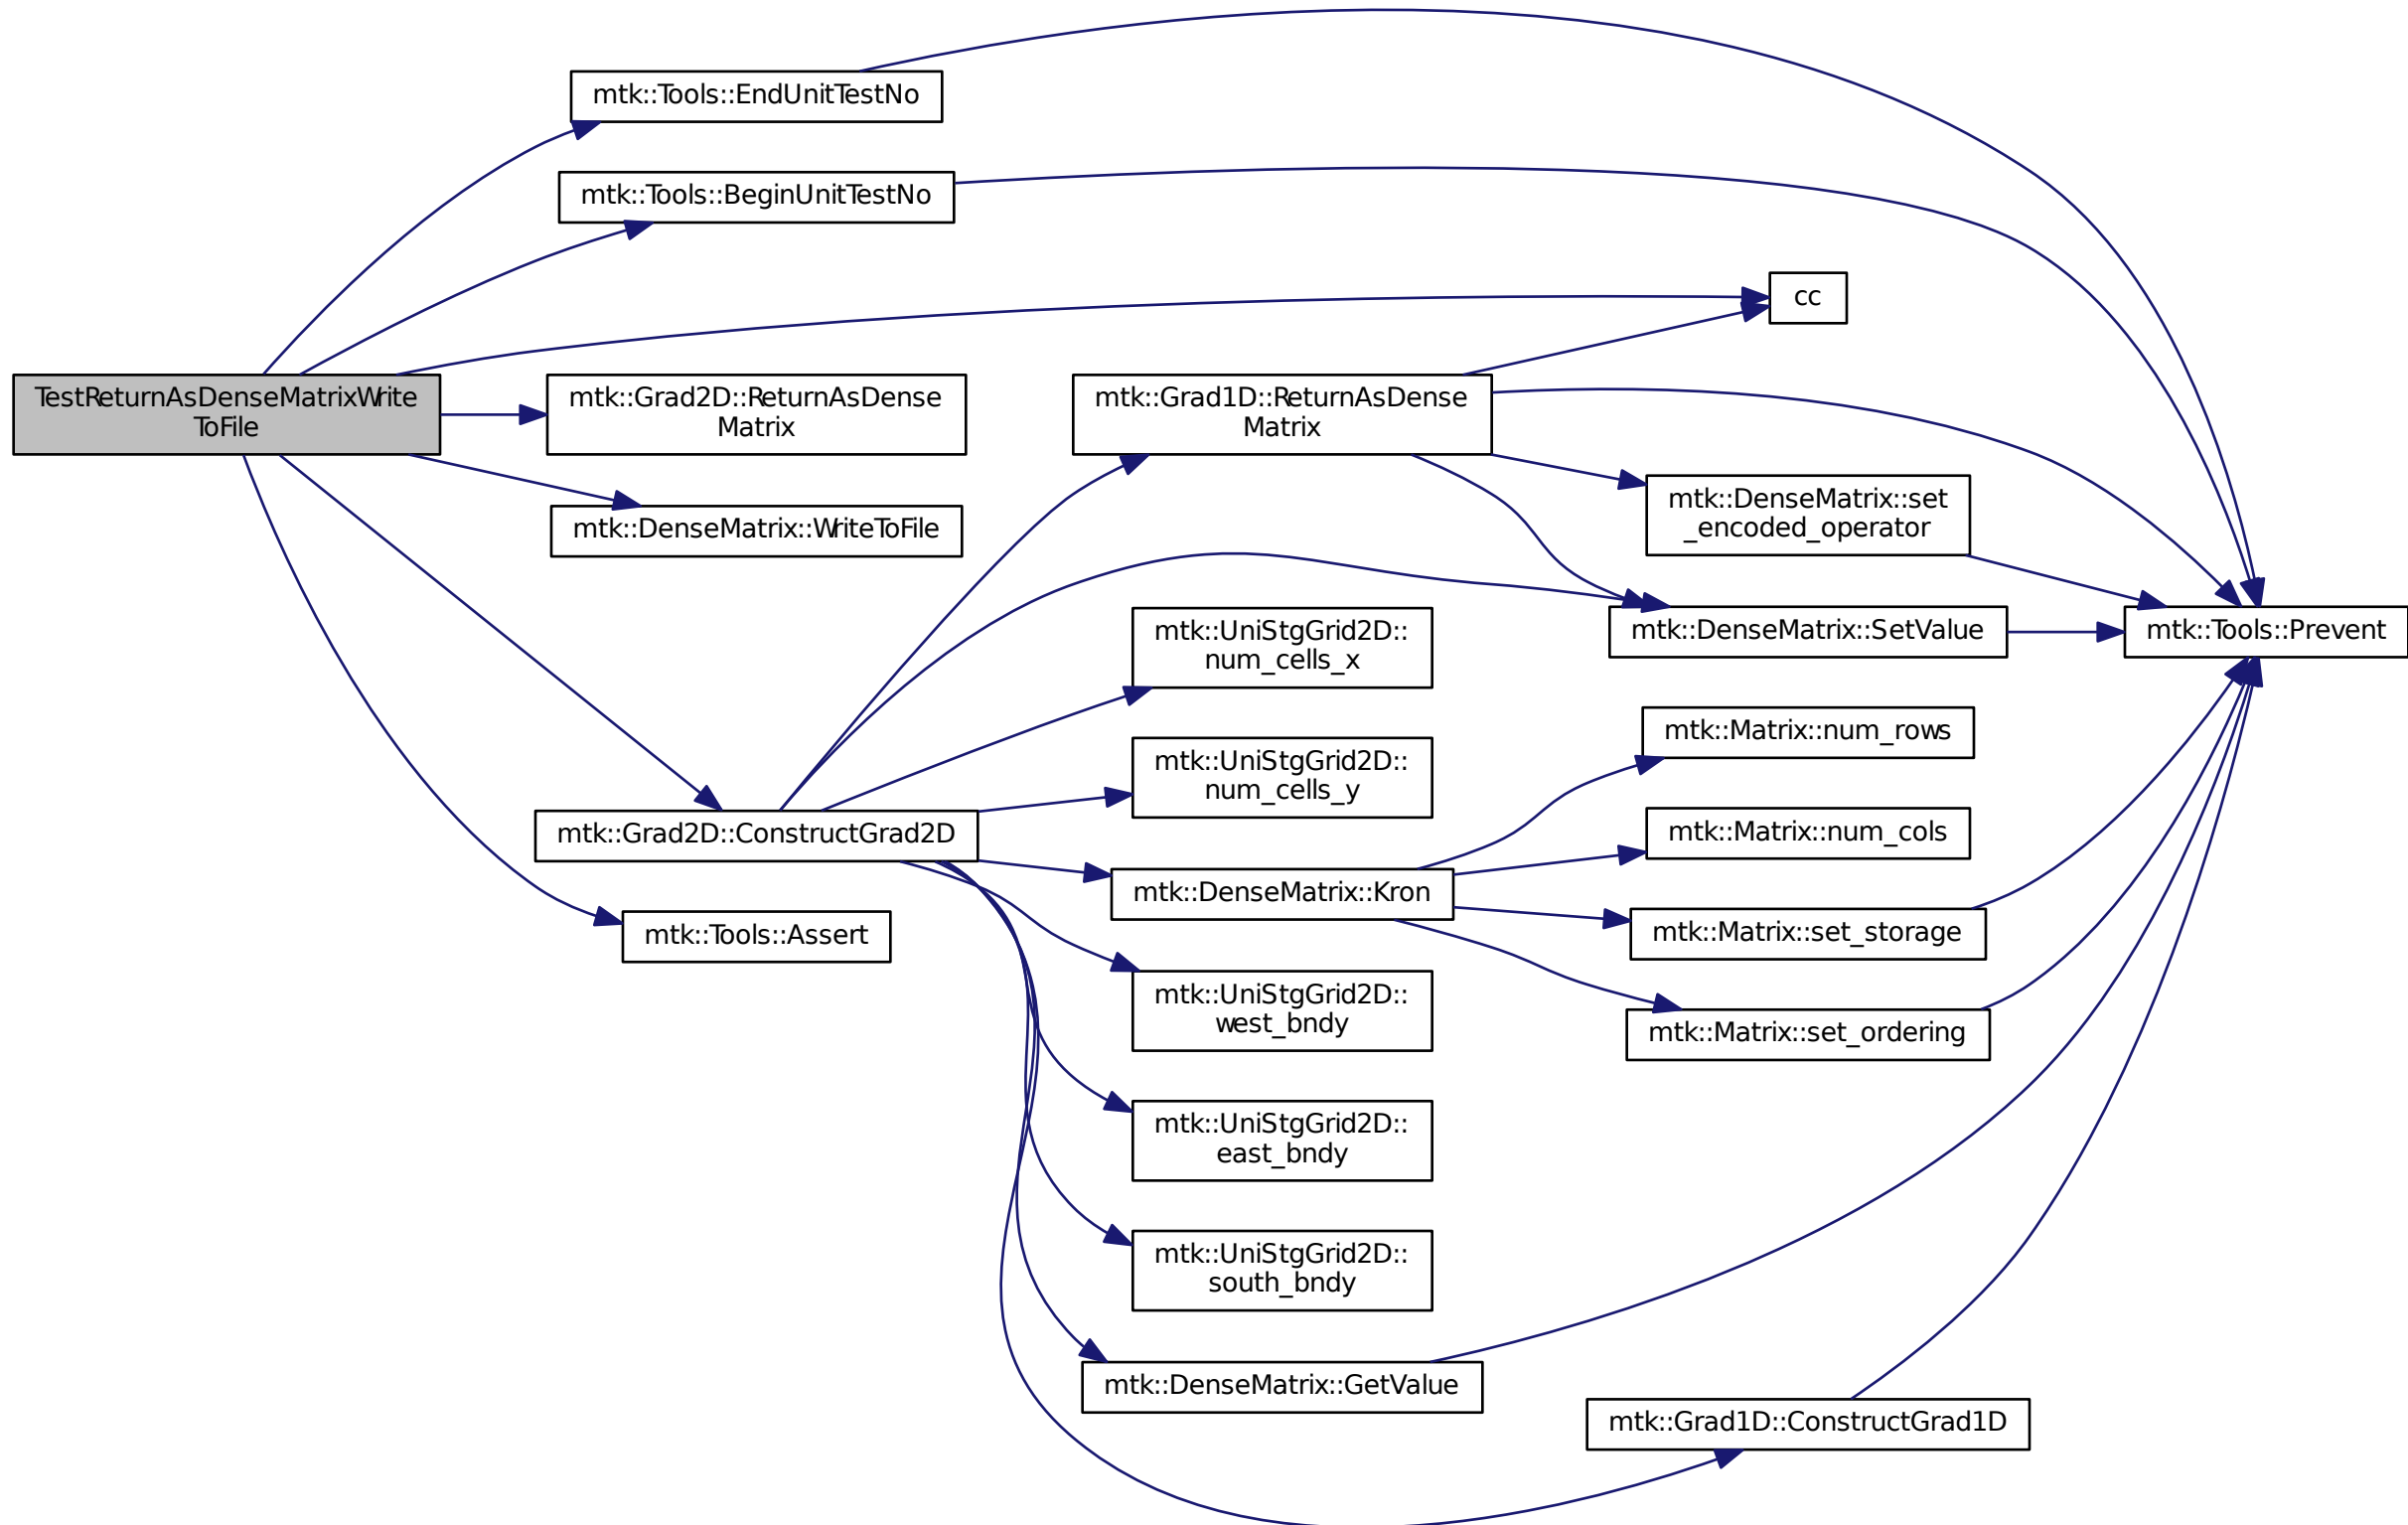 mtk::Tools::EndUnitTestNo
mtk::Tools::BeginUnitTestNo
cc
TestReturnAsDenseMatrixWrite
ToFile
mtk::Grad2D::ReturnAsDense
Matrix
mtk::Grad1D::ReturnAsDense
Matrix
mtk::DenseMatrix::set
_encoded_operator
mtk::DenseMatrix::WriteToFile
mtk::UniStgGrid2D::
num_cells_x
mtk::DenseMatrix::SetValue
mtk::Tools::Prevent
mtk::Matrix::num_rows
mtk::UniStgGrid2D::
num_cells_y
mtk::Grad2D::ConstructGrad2D
mtk::Matrix::num_cols
mtk::DenseMatrix::Kron
mtk::Tools::Assert
mtk::Matrix::set_storage
mtk::UniStgGrid2D::
west_bndy
mtk::Matrix::set_ordering
mtk::UniStgGrid2D::
east_bndy
mtk::UniStgGrid2D::
south_bndy
mtk::DenseMatrix::GetValue
mtk::Grad1D::ConstructGrad1D